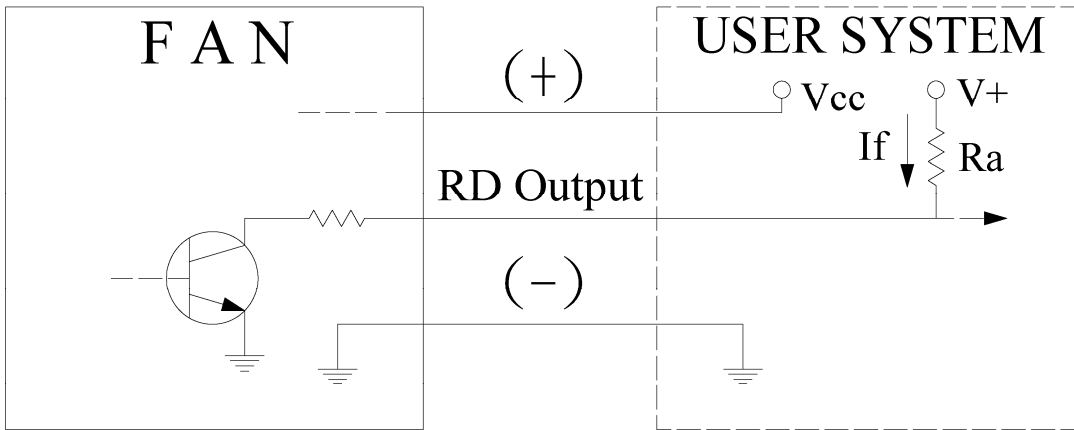 F A N
USER SYSTEM
(+)
Vcc
V+
If
Ra
RD Output
(-)